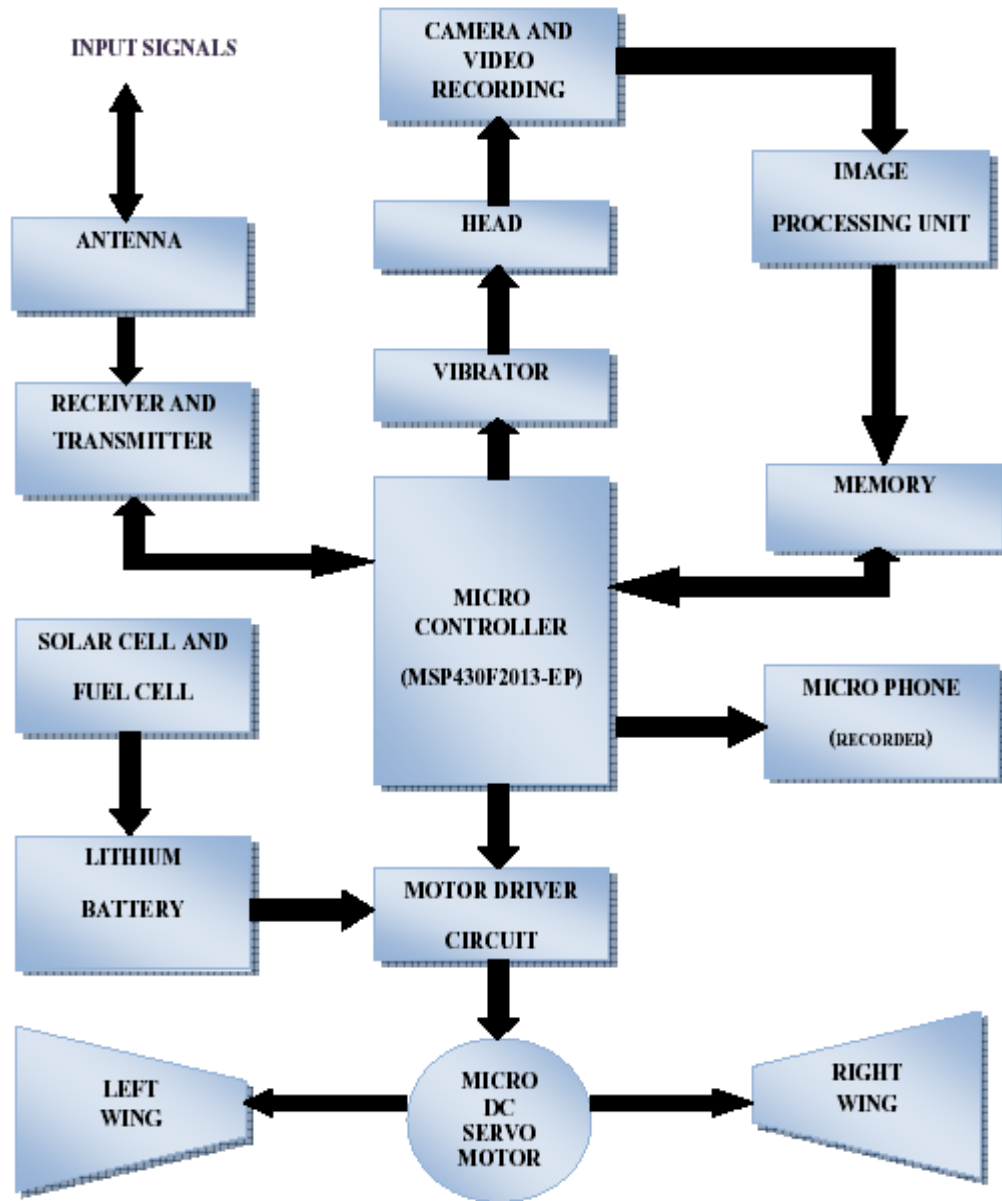 INPUT SIGNALS
CAMERA AND
VIDEO
RECORDING
IMAGE
PROCESSING UNIT
ANTENNA
HEAD
VIBRATOR
RECEIVER AND
TRANSMITTER
MEMORY
MICRO
CONTROLLER
(MSP430F2013-EP)
SOLAR CELL AND
FUEL CELL
MICRO PHONE
(RECORDER)
LITHIUM
BATTERY
MOTOR DRIVER
CIRCUIT
LEFT
WING
MICRO
DC
SERVO
MOTOR
RIGHT
WING